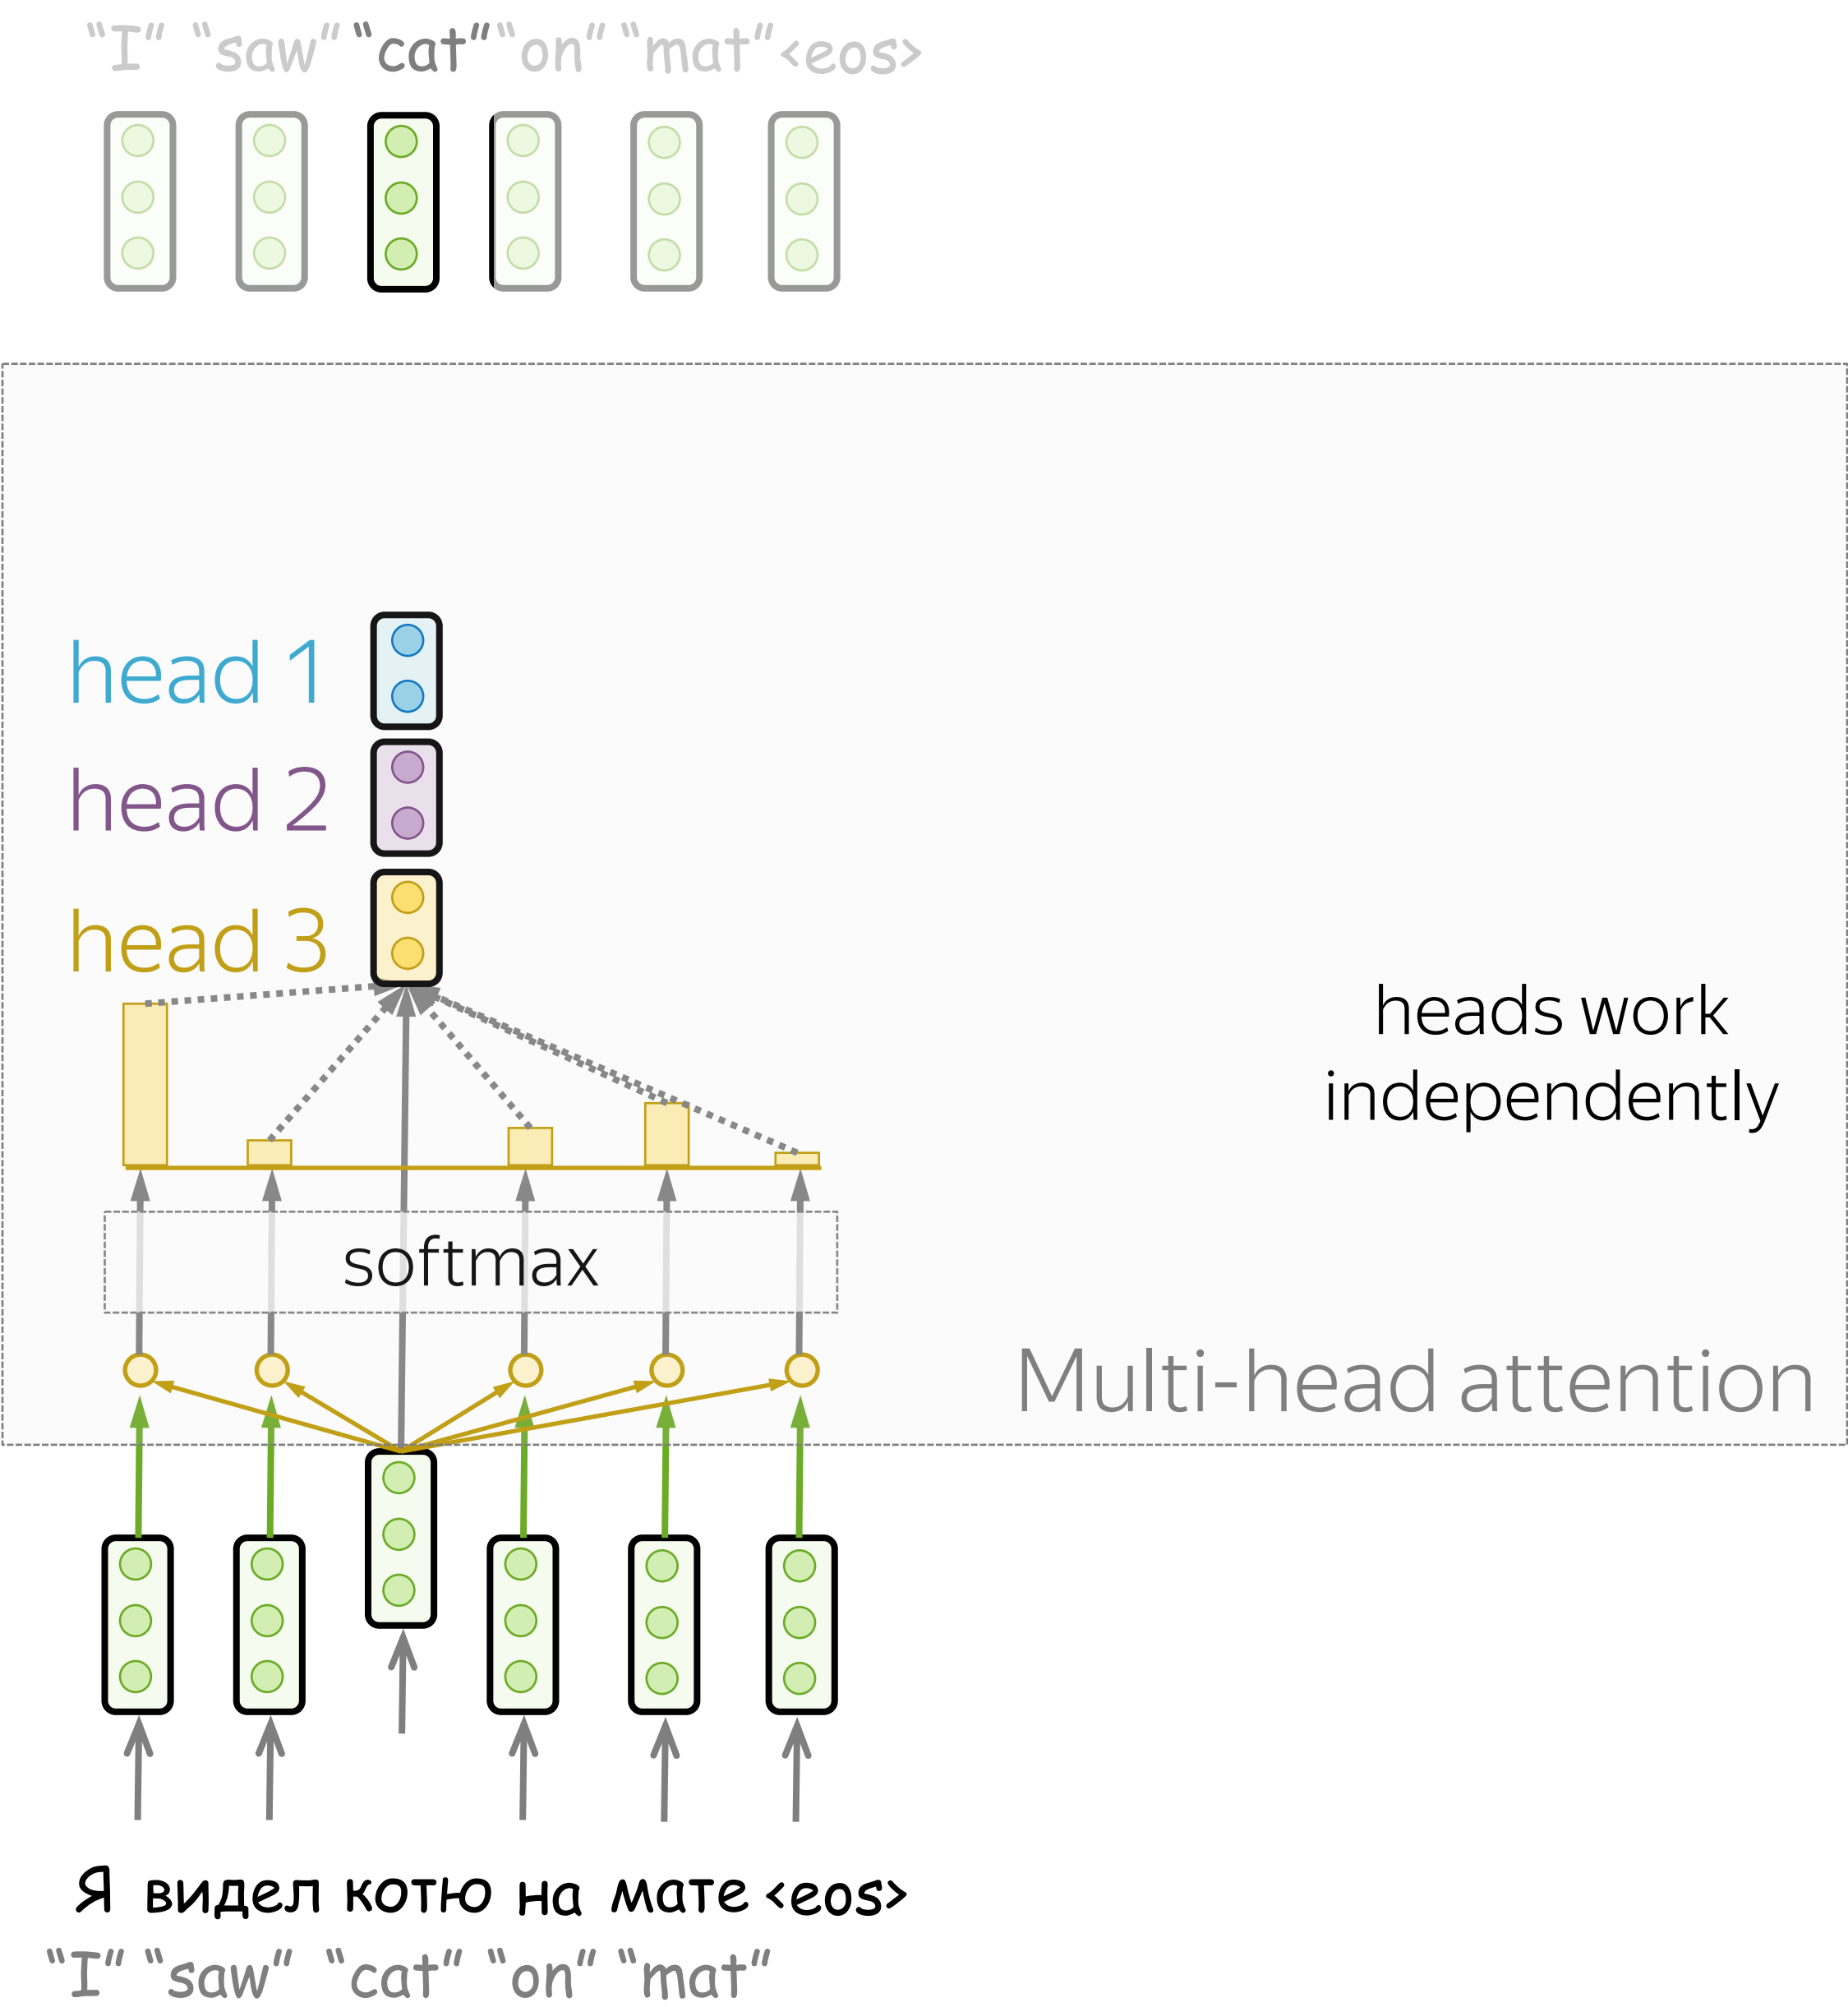 "I" "saw" "cat" "on" "mat" <eos>
head 1
head 2
head 3
heads work
independently
softmax
Multi-head attention
Я видел котю на мате <eos>
"I" "saw" "cat" "on" "mat"